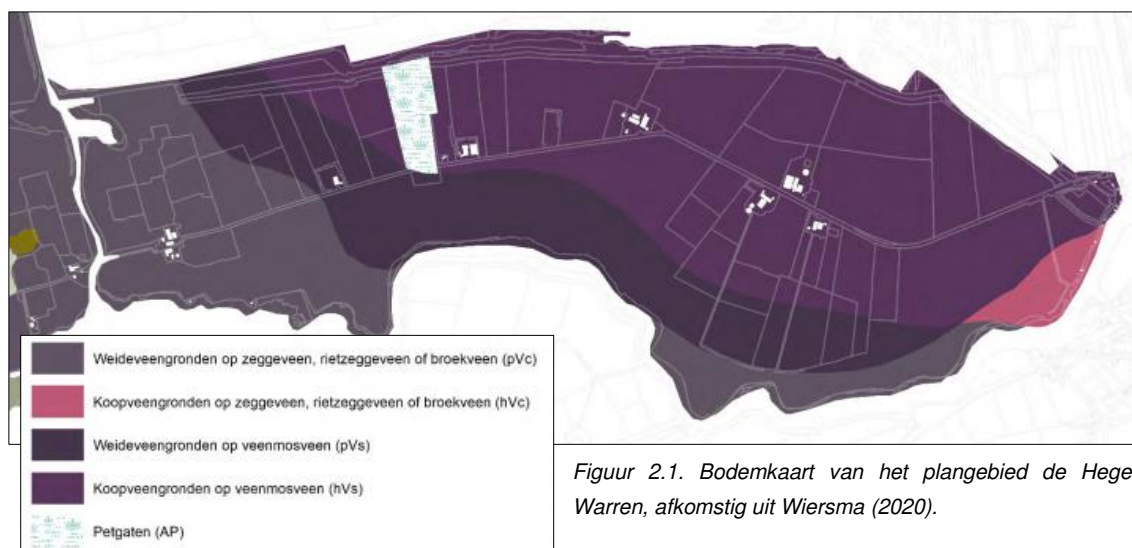 Weideveengronden op zeggeveen, rietzeggeveen of broekveen (pVc)
Koopveengronden op zeggeveen, rietzeggeveen of broekveen (hVc)
Weideveengronden op veenmosveen (pVs)
Koopveengronden op veenmosveen (hVs)
Petgaten (AP)
Figuur 2.1. Bodemkaart van het plangebied de Hege
Warren, afkomstig uit Wiersma (2020).